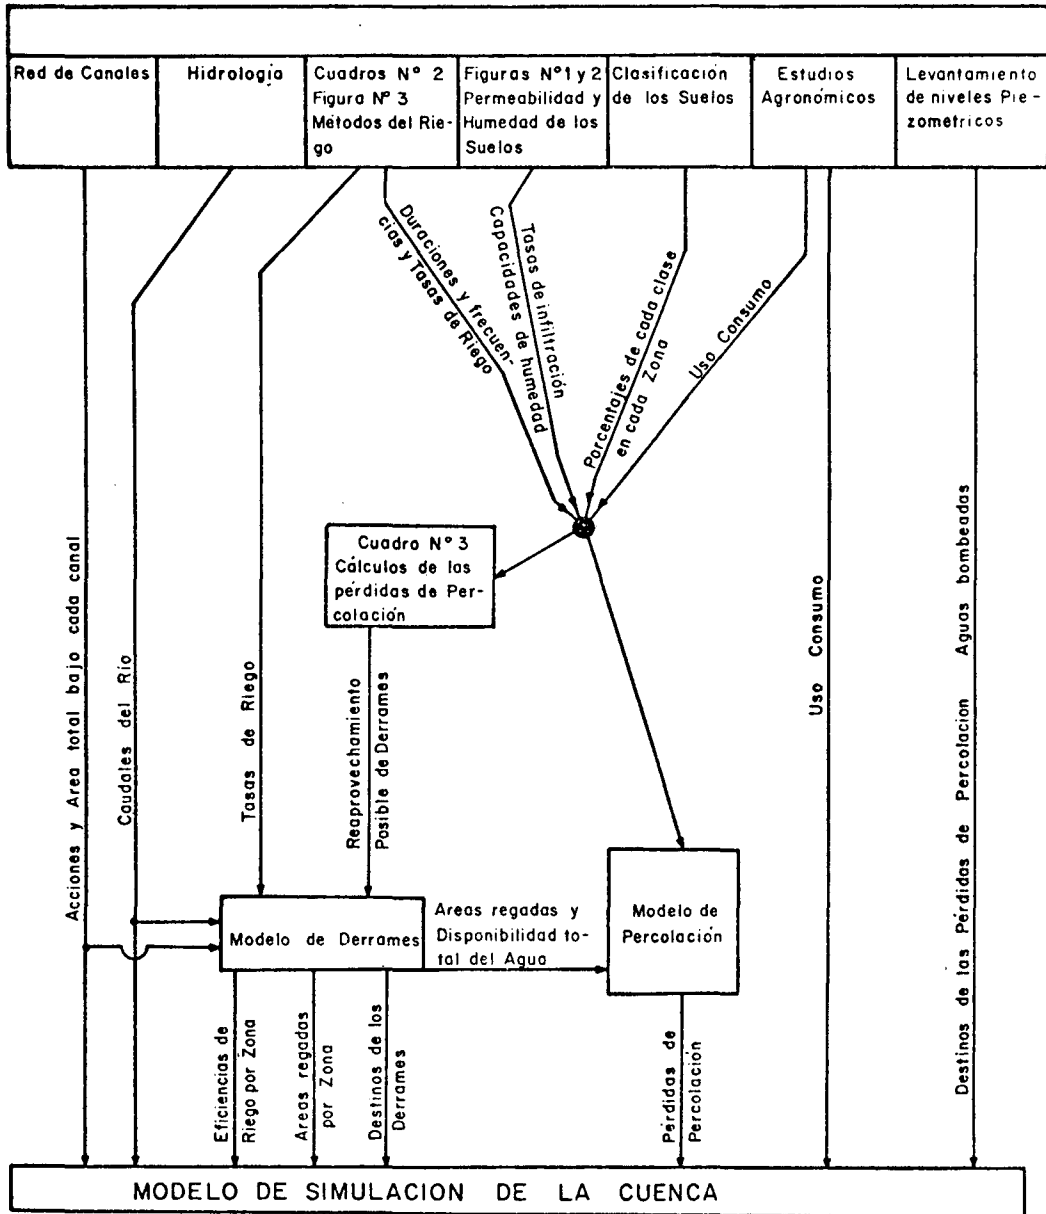 Red de Canales
Hidrología
Cuadros N° 2
Figura N° 3
Métodos del Rie-
go
Figuras N° 1 y 2
Permeabilidad y
Humedad de los
Suelos
Clasificación
de los Suelos
Estudios
Agronómicos
Levantamiento
de niveles Pie-
zometricos
Duraciones y frecuen-
cias y Tasas de Riego
Tasas de infiltración
Capacidades de humedad
Porcentajes de cada clase
en cada Zona
Uso Consumo
Cuadro N° 3
Cálculos de las
pérdidas de Per-
colación
Acciones y Area total bajo cada canal
Caudales del Río
Tasas de Riego
Reaprovechamiento
Posible de Derrames
Uso Consumo
Destinos de las Pérdidas de Percolacion Aguas bombeadas
Modelo de Derrames
Areas regadas y
Disponibilidad to-
tal del Agua
Modelo de
Percolación
Eficiencias de
Riego por Zona
Areas regadas
por Zona
Destinos de los
Derrames
Pérdidas de
Percolación
MODELO DE SIMULACION DE LA CUENCA